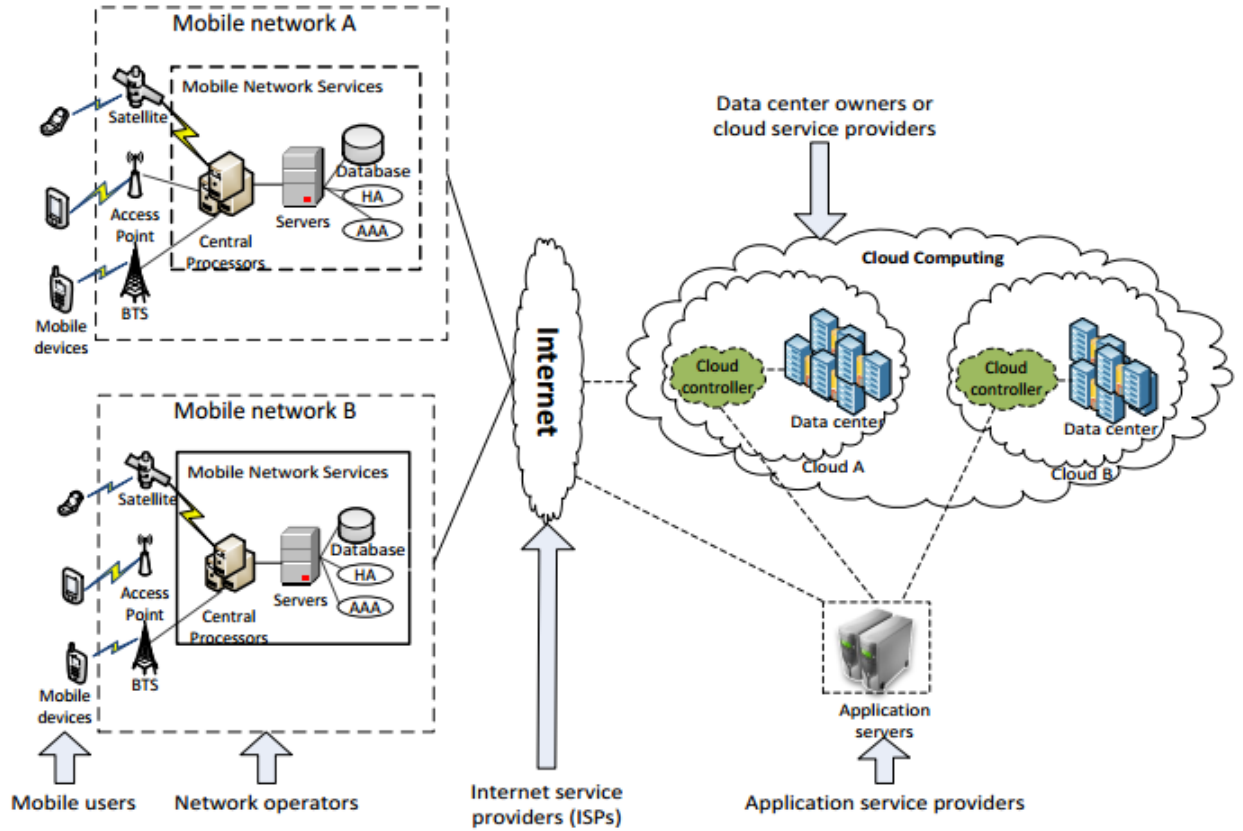 Mobile network A
Mobile Network Services
Satellite
Database
HA
AAA
Access
Point
Servers
Central
Processors
BTS
Mobile
devices
Mobile network B
Mobile Network Services
Satellite
Database
HA
AAA
Access
Point
Servers
Central
Processors
BTS
Mobile
devices
Mobile users
Network operators
Internet
Internet service
providers (ISPs)
Data center owners or
cloud service providers
Cloud Computing
Cloud
controller
Data center
Cloud A
Cloud
controller
Data center
Cloud B
Application
servers
Application service providers